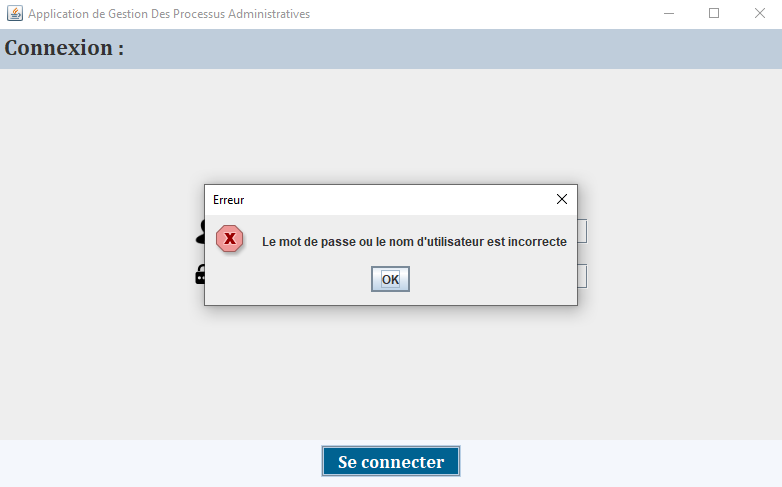 Application de Gestion Des Processus Administratives
Connexion :
Erreur
Le mot de passe ou le nom d'utilisateur est incorrecte
OK
Se connecter